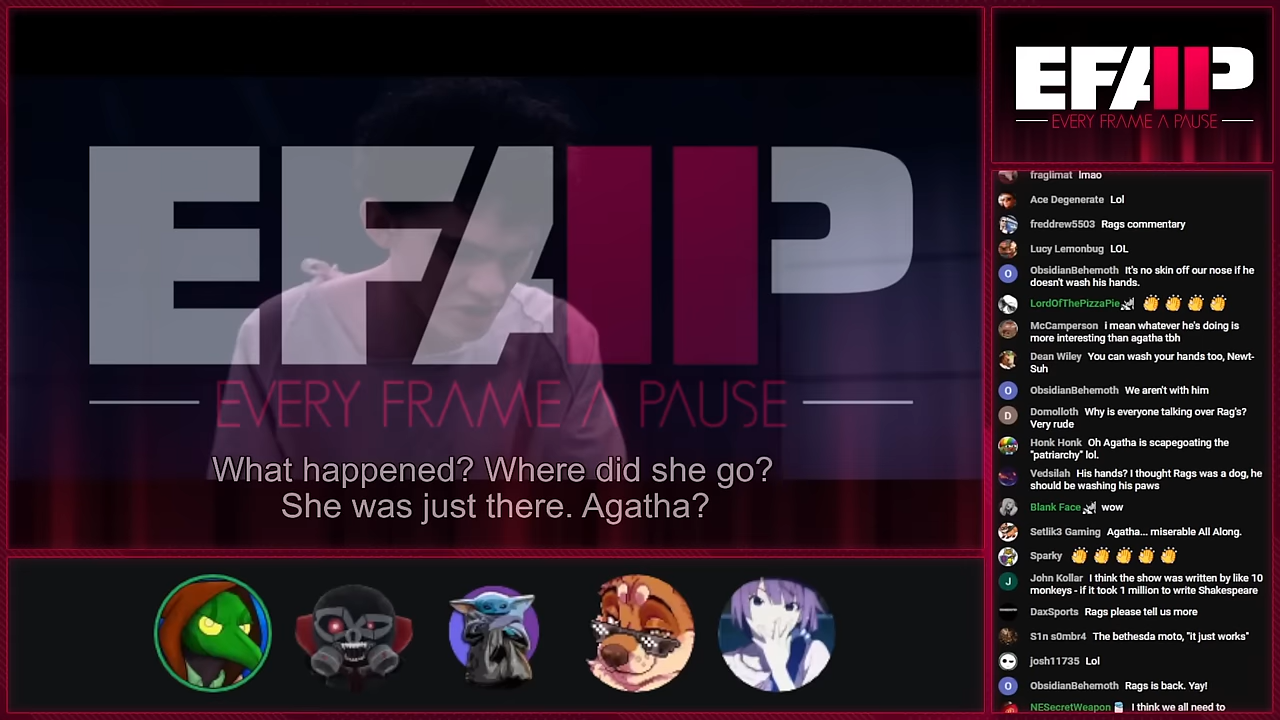 EFAP
EVERY FRAME A PAUSE
What happened? Where did she go?
She was just there. Agatha?
EFAP
EVERY FRAME A PAUSE
fraglimat lmao
Ace Degenerate Lol
freddrew5503 Rags commentary
Lucy Lemonbug LOL
O ObsidianBehemoth It's no skin off our nose if he
doesn't wash his hands.
LordOfThePizzaPie 👏 👏 👏 👏
McCamperson i mean whatever he's doing is
more interesting than agatha tbh
Dean Wiley You can wash your hands too, Newt-
Suh
O ObsidianBehemoth We aren't with him
D Domolloth Why is everyone talking over Rag's?
Very rude
Honk Honk Oh Agatha is scapegoating the
"patriarchy" lol.
Vedsilah His hands? I thought Rags was a dog, he
should be washing his paws
Blank Face wow
Setlik3 Gaming Agatha... miserable All Along.
Sparky 👏 👏 👏 👏 👏
J John Kollar I think the show was written by like 10
monkeys - if it took 1 million to write Shakespeare
DaxSports Rags please tell us more
S1n s0mbr4 The bethesda moto, "it just works"
josh11735 Lol
O ObsidianBehemoth Rags is back. Yay!
NESecretWeapon I think we all need to